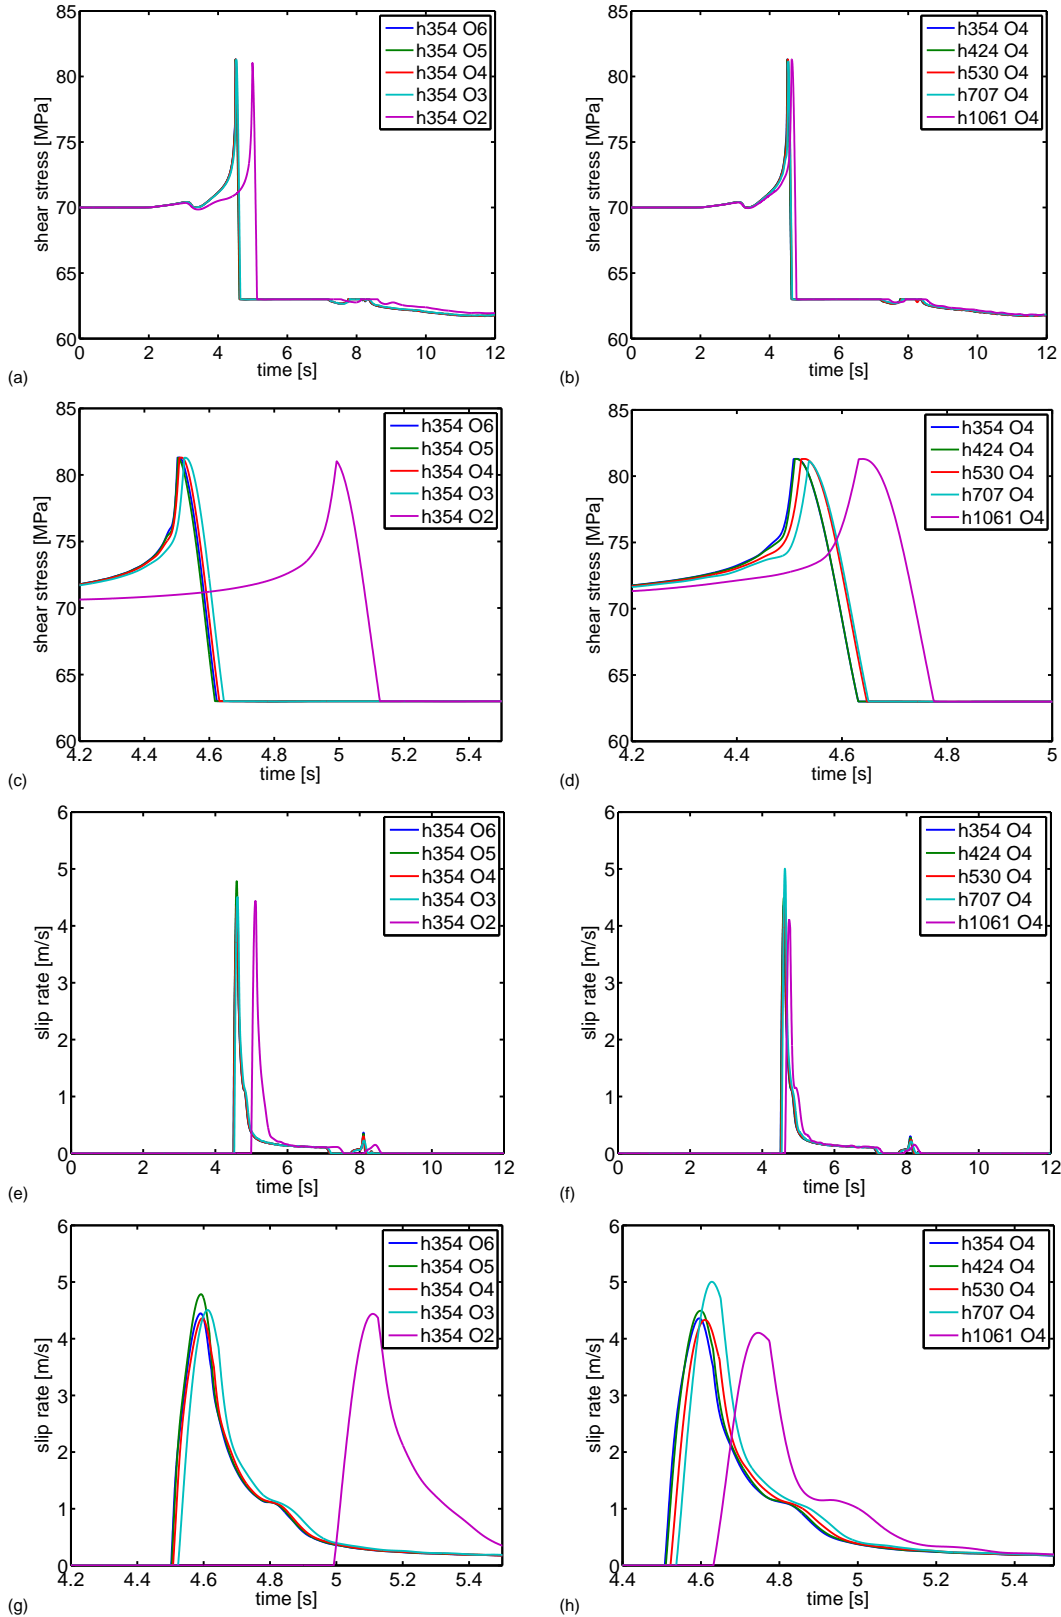 85
80
75
70
65
60
shear stress [MPa]
0 2 4 6 8 10 12
time [s]
h354 O6
h354 O5
h354 O4
h354 O3
h354 O2
(a)
85
80
75
70
65
60
shear stress [MPa]
0 2 4 6 8 10 12
time [s]
h354 O4
h424 O4
h530 O4
h707 O4
h1061 O4
(b)
85
80
75
70
65
60
shear stress [MPa]
4.2 4.4 4.6 4.8 5 5.2 5.4
time [s]
h354 O6
h354 O5
h354 O4
h354 O3
h354 O2
(c)
85
80
75
70
65
60
shear stress [MPa]
4.2 4.4 4.6 4.8 5
time [s]
h354 O4
h424 O4
h530 O4
h707 O4
h1061 O4
(d)
6
5
4
3
2
1
0
slip rate [m/s]
0 2 4 6 8 10 12
time [s]
h354 O6
h354 O5
h354 O4
h354 O3
h354 O2
(e)
6
5
4
3
2
1
0
slip rate [m/s]
0 2 4 6 8 10 12
time [s]
h354 O4
h424 O4
h530 O4
h707 O4
h1061 O4
(f)
6
5
4
3
2
1
0
slip rate [m/s]
4.2 4.4 4.6 4.8 5 5.2 5.4
time [s]
h354 O6
h354 O5
h354 O4
h354 O3
h354 O2
(g)
6
5
4
3
2
1
0
slip rate [m/s]
4.4 4.6 4.8 5 5.2 5.4
time [s]
h354 O4
h424 O4
h530 O4
h707 O4
h1061 O4
(h)